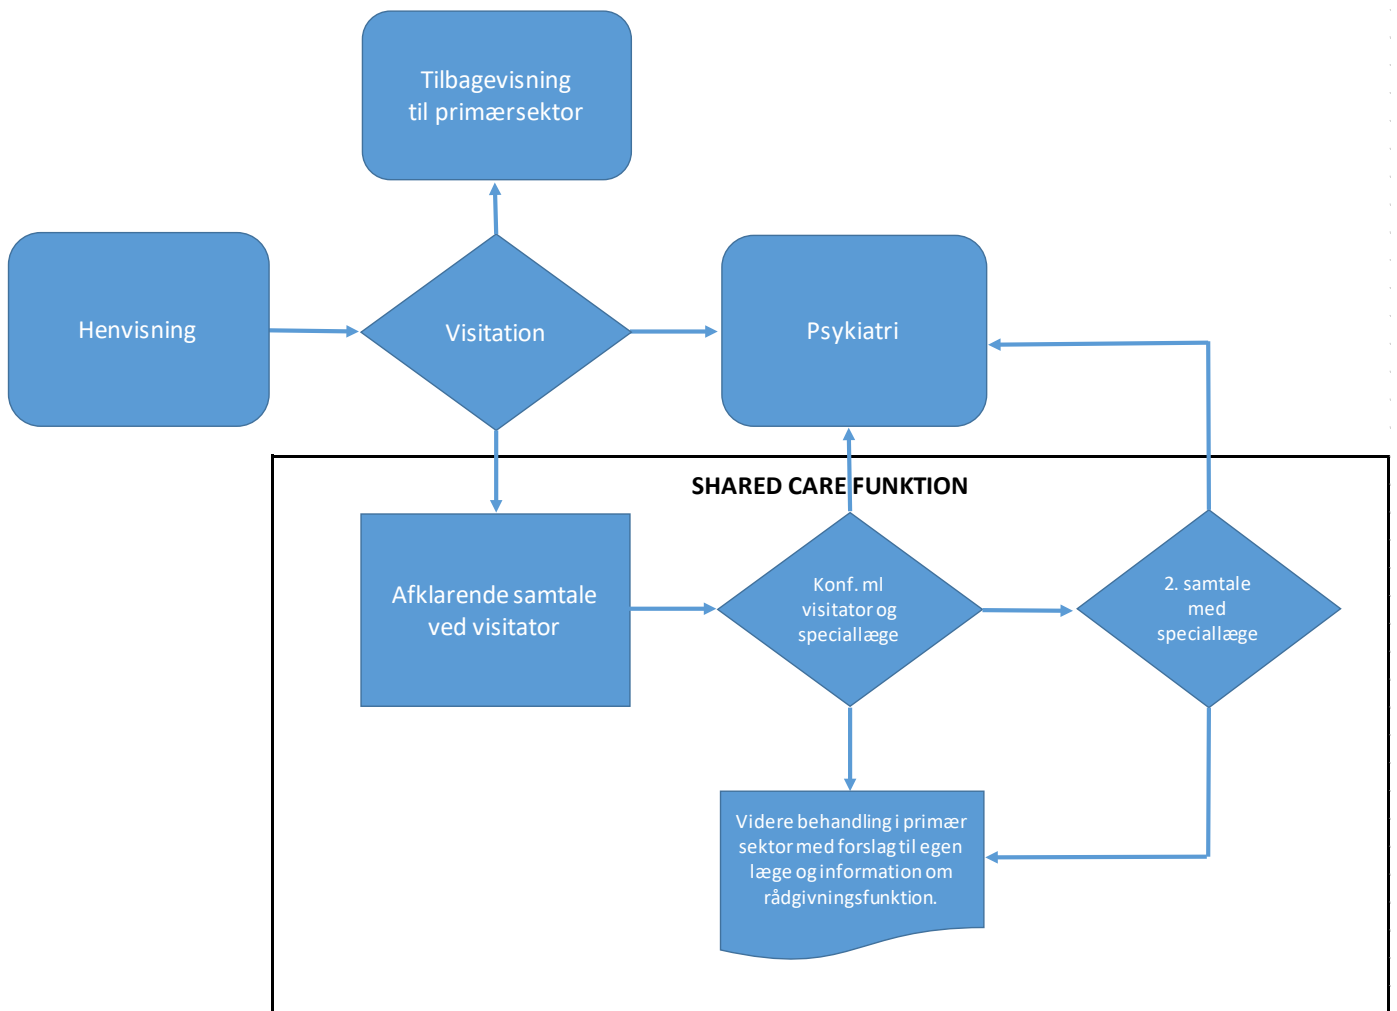 Tilbagevisning
til primærsektor
Henvisning
Visitation
Psykiatri
SHARED CARE FUNKTION
Afklarende samtale
ved visitator
Konf. ml
visitator og
speciallæge
2. samtale
med
speciallæge
Videre behandling i primær
sektor med forslag til egen
læge og information om
rådgivningsfunktion.